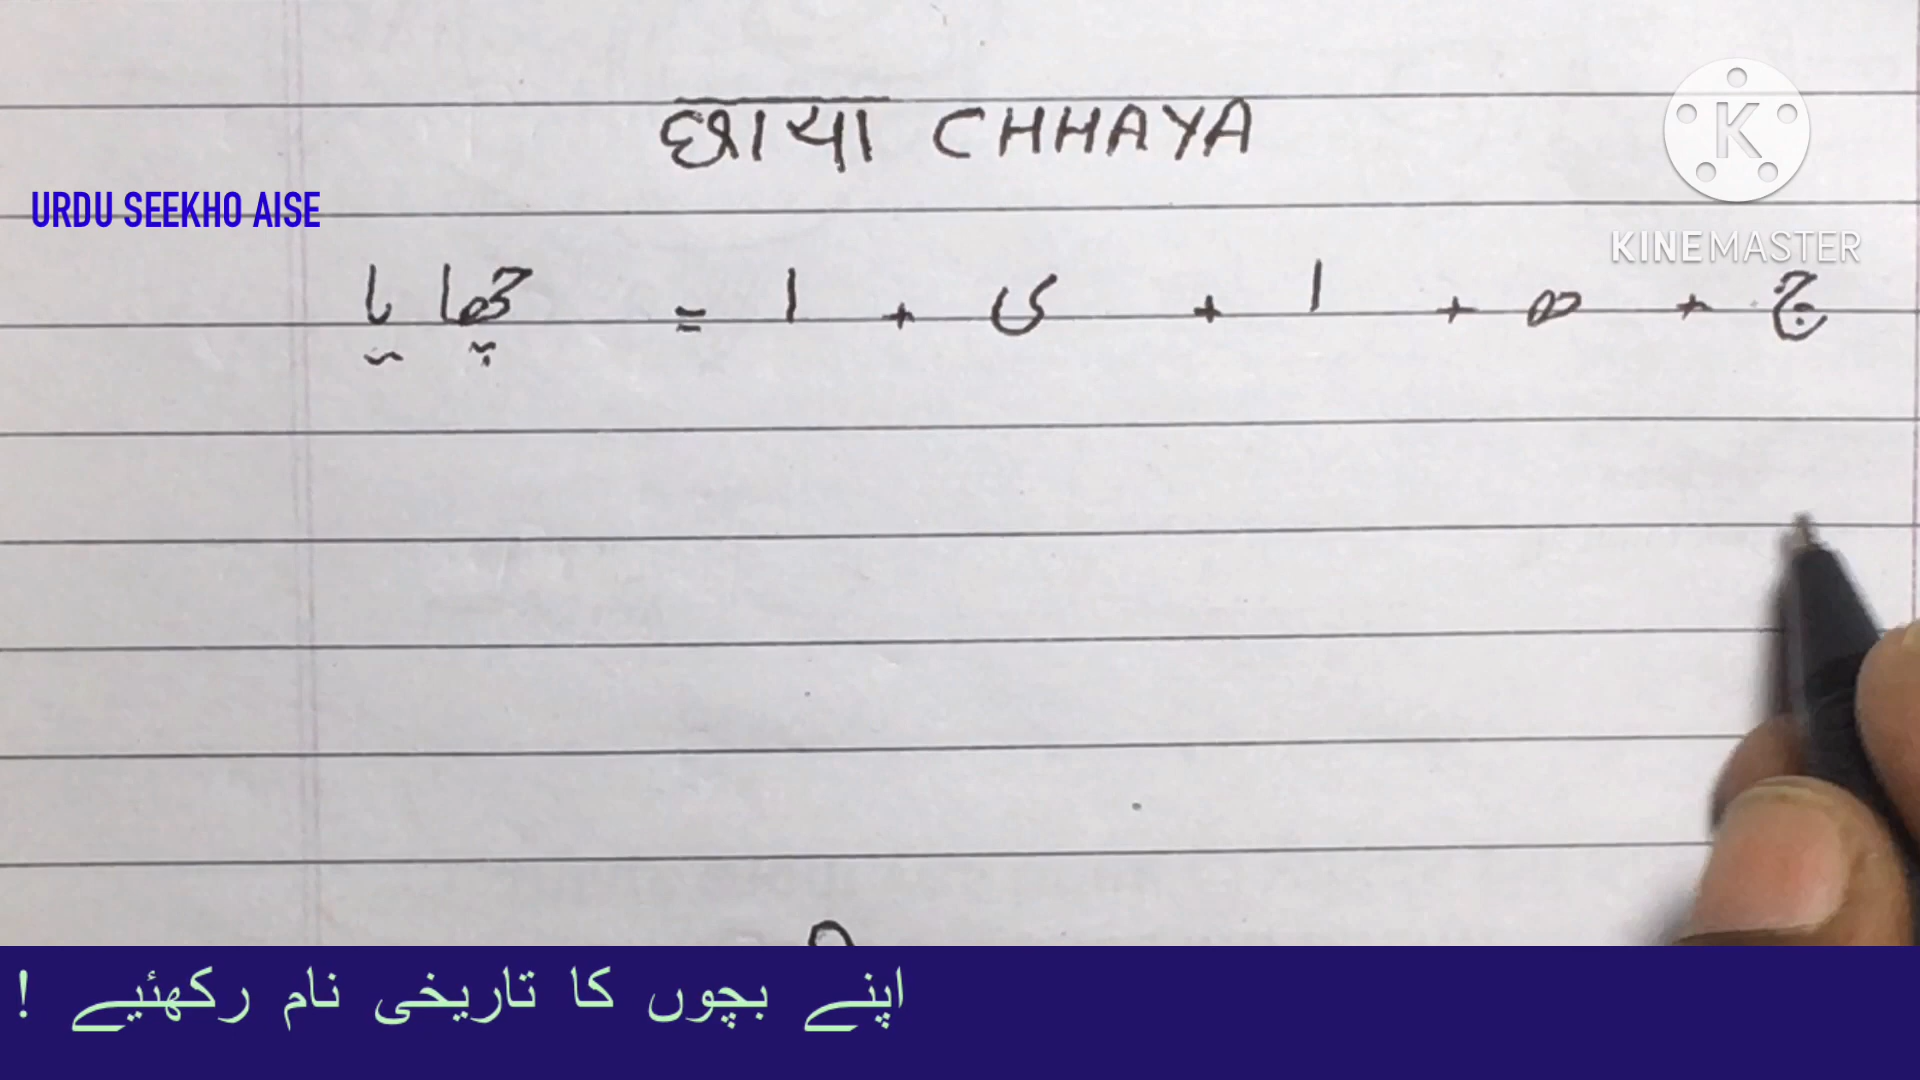 छाया CHHAYA
URDU SEEKHO AISE
K
KINEMASTER
چ + ھ + ا + ی + ا = چھایا
اپنے بچوں کا تاریخی نام رکھئیے !